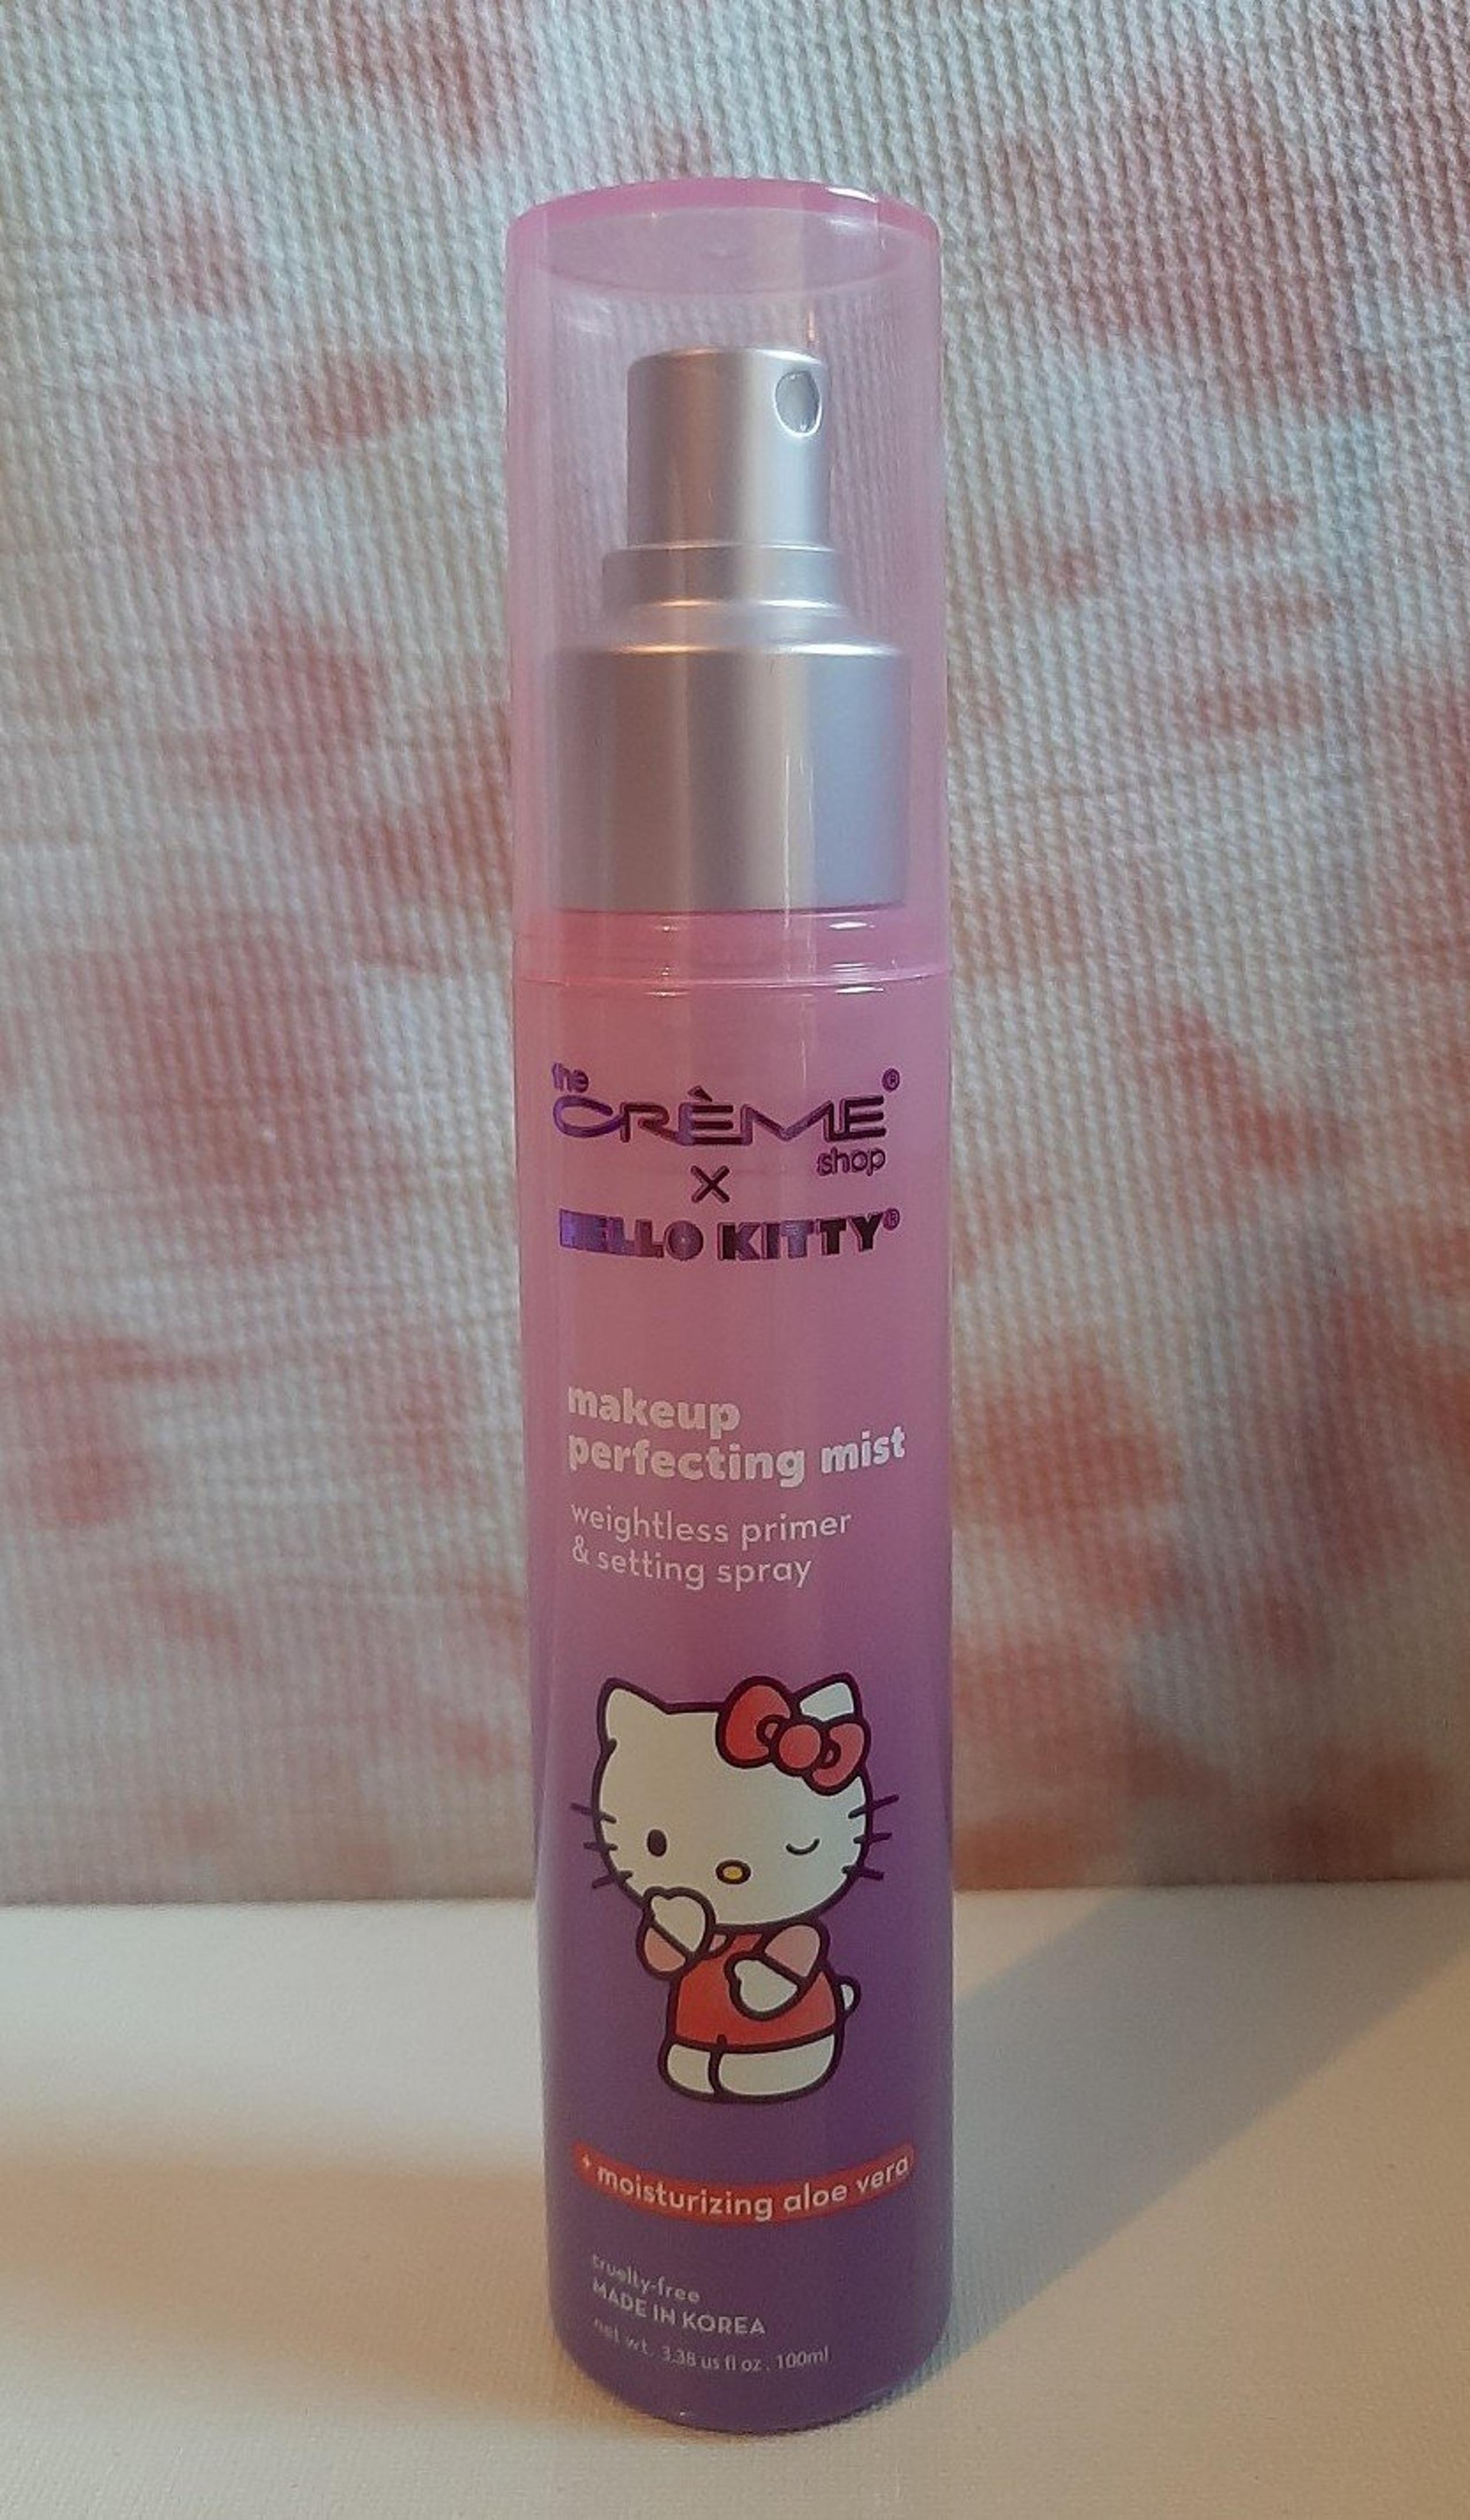 the
CRÈME©
shop
X
HELLO KITTY®
makeup
perfecting mist
weightless primer
& setting spray
+ moisturizing aloe vera
cruelty-free
MADE IN KOREA
net wt. 3.38 us fl oz. 100ml